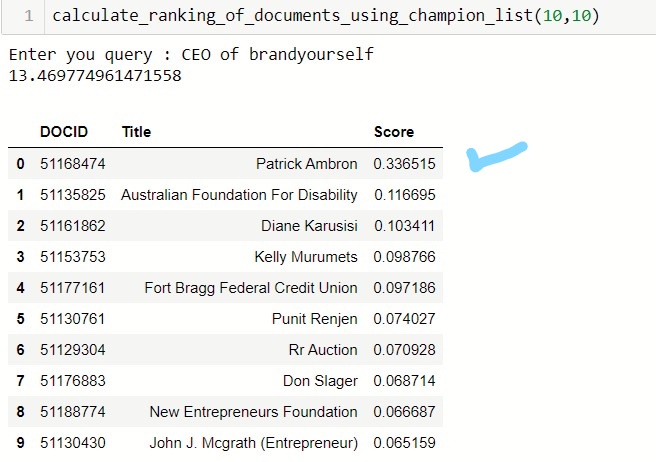 1 calculate_ranking_of_documents_using_champion_list(10,10)
Enter you query : CEO of brandyourself
13.469774961471558
DOCID Title Score
0 51168474 Patrick Ambron 0.336515
1 51135825 Australian Foundation For Disability 0.116695
2 51161862 Diane Karusisi 0.103411
3 51153753 Kelly Murumets 0.098766
4 51177161 Fort Bragg Federal Credit Union 0.097186
5 51130761 Punit Renjen 0.074027
6 51129304 Rr Auction 0.070928
7 51176883 Don Slager 0.068714
8 51188774 New Entrepreneurs Foundation 0.066687
9 51130430 John J. Mcgrath (Entrepreneur) 0.065159